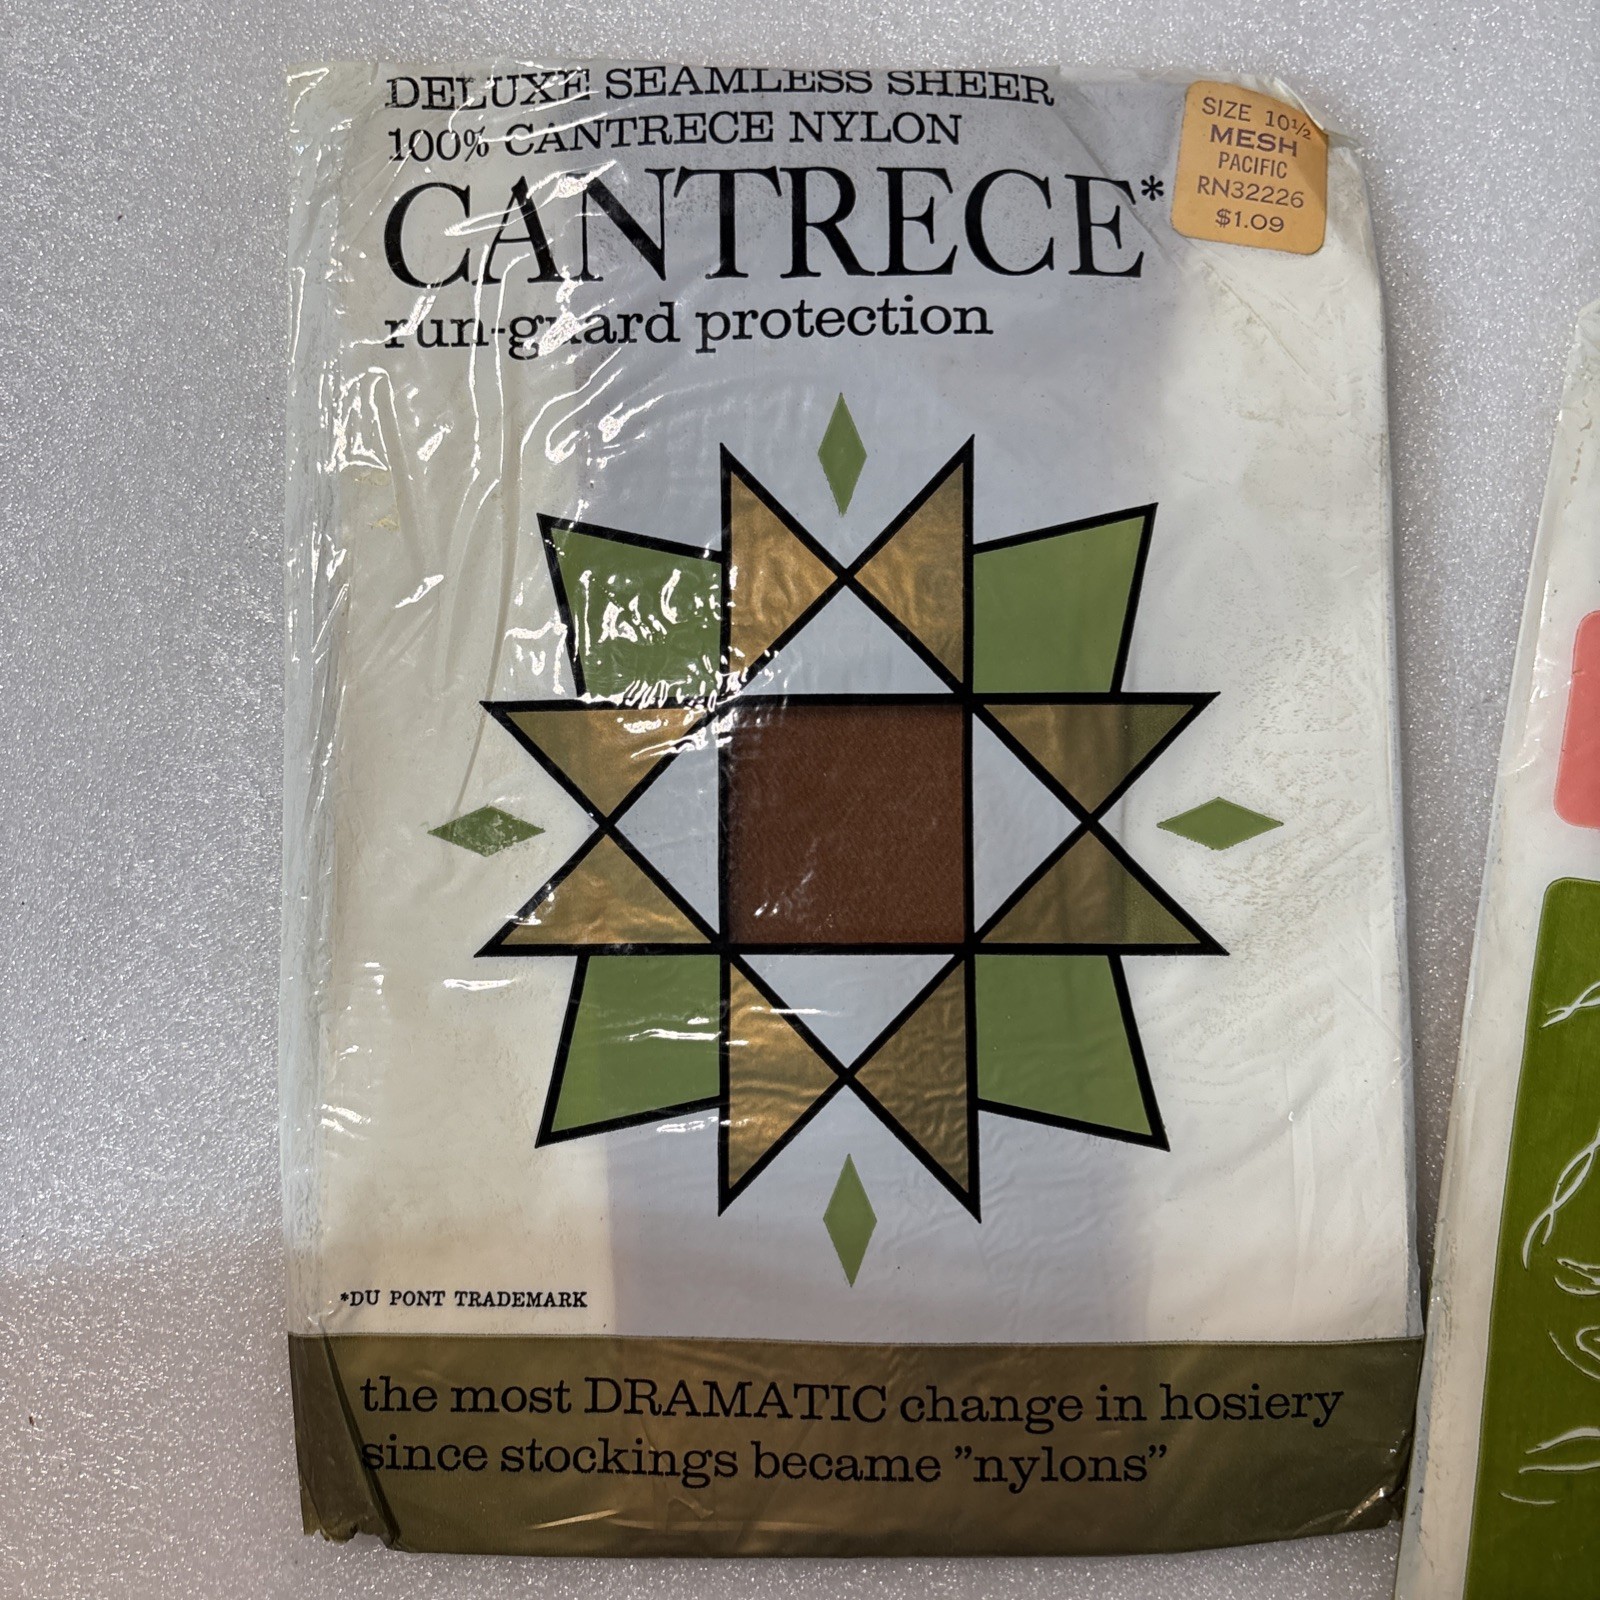 DELUXE SEAMLESS SHEER
100% CANTRECE NYLON
CANTRECE*
run-guard protection
SIZE 10½
MESH
PACIFIC
RN32226
$1.09
*DU PONT TRADEMARK
the most DRAMATIC change in hosiery
since stockings became ”nylons”